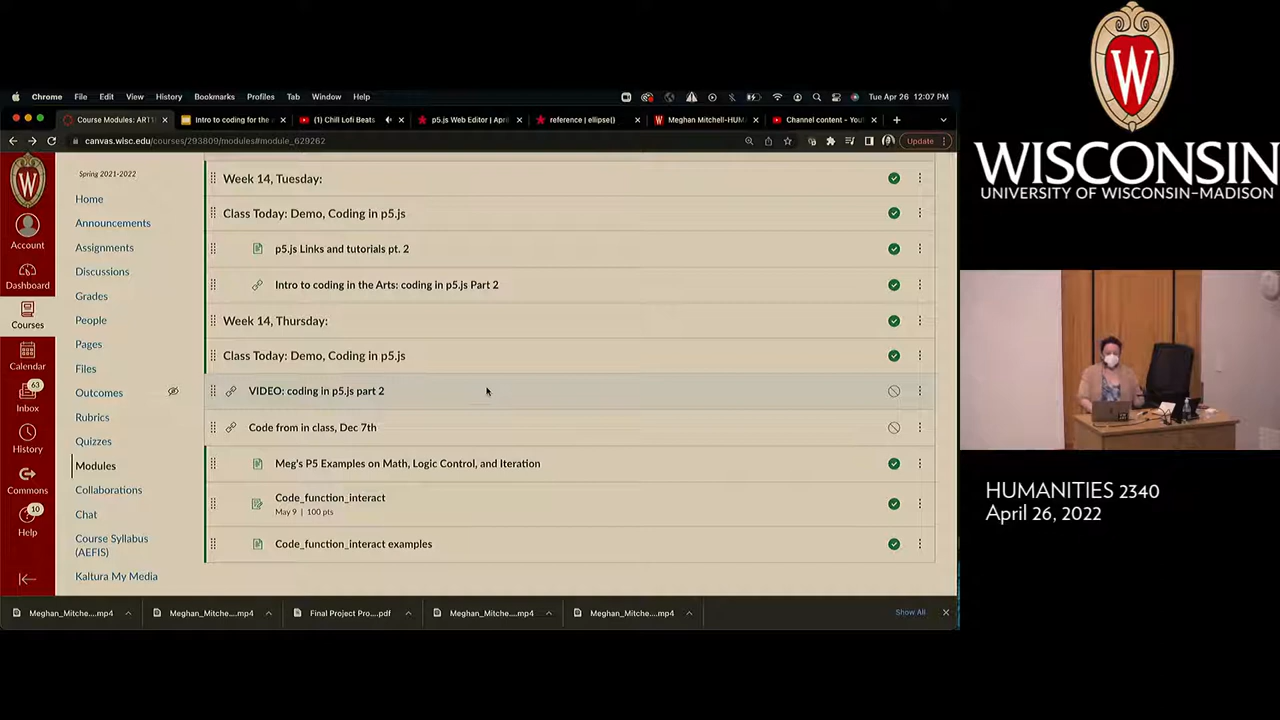 Chrome File Edit View History Bookmarks Profiles Tab Window Help Tue Apr 26 12:07 PM
Course Modules: ART1 Intro to coding for the (1) Chill Lofi Beats p5.js Web Editor | April reference | ellipse() Meghan Mitchell-HUM Channel content - You
canvas.wisc.edu/courses/293809/modules#module_629262 Update
Spring 2021-2022
Account
Dashboard
Courses
Calendar
63
Inbox
History
Commons
10
Help
Home
Announcements
Assignments
Discussions
Grades
People
Pages
Files
Outcomes
Rubrics
Quizzes
Modules
Collaborations
Chat
Course Syllabus
(AEFIS)
Kaltura My Media
Week 14, Tuesday:
Class Today: Demo, Coding in p5.js
p5.js Links and tutorials pt. 2
Intro to coding in the Arts: coding in p5.js Part 2
Week 14, Thursday:
Class Today: Demo, Coding in p5.js
VIDEO: coding in p5.js part 2
Code from in class, Dec 7th
Meg's P5 Examples on Math, Logic Control, and Iteration
Code_function_interact
May 9 | 100 pts
Code_function_interact examples
Meghan_Mitche....mp4 Meghan_Mitche....mp4 Final Project Pro....pdf Meghan_Mitche....mp4 Meghan_Mitche....mp4 Show All
W
WISCONSIN
UNIVERSITY OF WISCONSIN–MADISON
HUMANITIES 2340
April 26, 2022